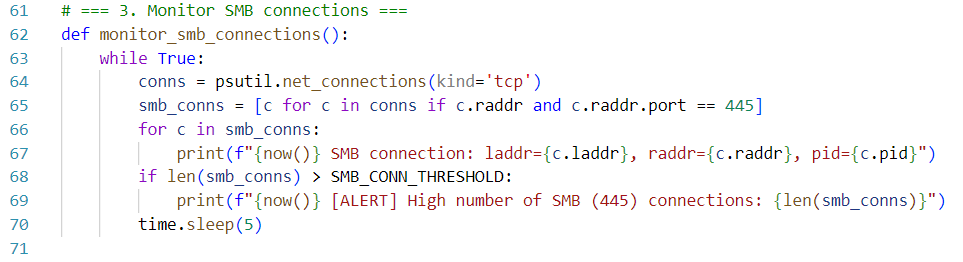 61 # === 3. Monitor SMB connections ===
62 def monitor_smb_connections():
63     while True:
64         conns = psutil.net_connections(kind='tcp')
65         smb_conns = [c for c in conns if c.raddr and c.raddr.port == 445]
66         for c in smb_conns:
67             print(f"{now()} SMB connection: laddr={c.laddr}, raddr={c.raddr}, pid={c.pid}")
68         if len(smb_conns) > SMB_CONN_THRESHOLD:
69             print(f"{now()} [ALERT] High number of SMB (445) connections: {len(smb_conns)}")
70         time.sleep(5)
71